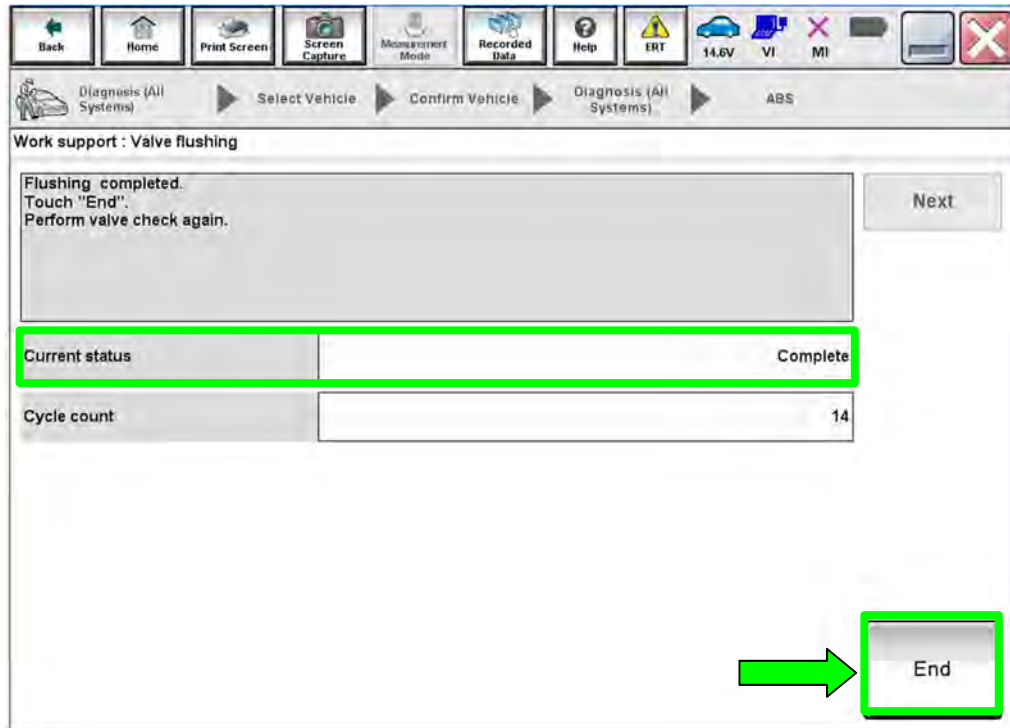 Back
Home
Print Screen
Screen
Capture
Measurement
Mode
Recorded
Data
Help
ERT
14.6V
VI
MI
Diagnosis (All
Systems)
Select Vehicle
Confirm Vehicle
Diagnosis (All
Systems)
ABS
Work support : Valve flushing
Flushing completed.
Touch "End".
Perform valve check again.
Next
Current status
Complete
Cycle count
14
End